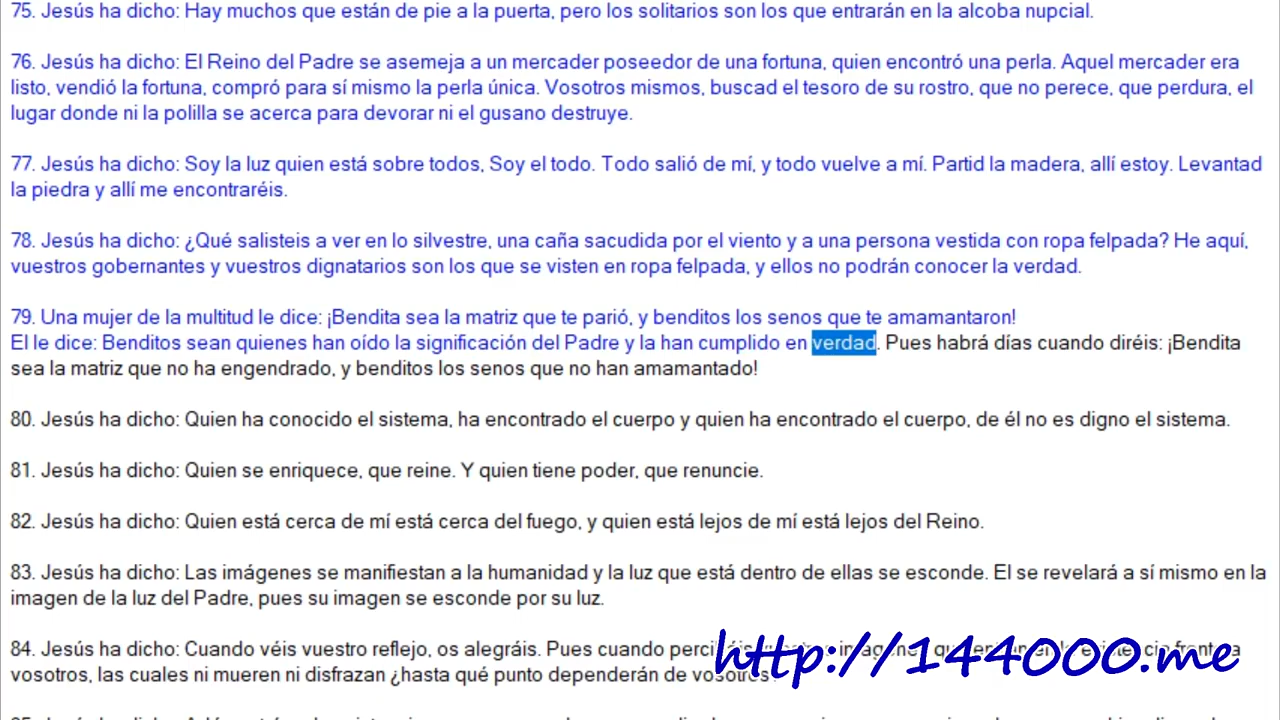 75. Jesús ha dicho: Hay muchos que están de pie a la puerta, pero los solitarios son los que entrarán en la alcoba nupcial.
76. Jesús ha dicho: El Reino del Padre se asemeja a un mercader poseedor de una fortuna, quien encontró una perla. Aquel mercader era
listo, vendió la fortuna, compró para sí mismo la perla única. Vosotros mismos, buscad el tesoro de su rostro, que no perece, que perdura, el
lugar donde ni la polilla se acerca para devorar ni el gusano destruye.
77. Jesús ha dicho: Soy la luz quien está sobre todos, Soy el todo. Todo salió de mí, y todo vuelve a mí. Partid la madera, allí estoy. Levantad
la piedra y allí me encontraréis.
78. Jesús ha dicho: ¿Qué salisteis a ver en lo silvestre, una caña sacudida por el viento y a una persona vestida con ropa felpada? He aquí,
vuestros gobernantes y vuestros dignatarios son los que se visten en ropa felpada, y ellos no podrán conocer la verdad.
79. Una mujer de la multitud le dice: ¡Bendita sea la matriz que te parió, y benditos los senos que te amamantaron!
El le dice: Benditos sean quienes han oído la significación del Padre y la han cumplido en verdad. Pues habrá días cuando diréis: ¡Bendita
sea la matriz que no ha engendrado, y benditos los senos que no han amamantado!
80. Jesús ha dicho: Quien ha conocido el sistema, ha encontrado el cuerpo y quien ha encontrado el cuerpo, de él no es digno el sistema.
81. Jesús ha dicho: Quien se enriquece, que reine. Y quien tiene poder, que renuncie.
82. Jesús ha dicho: Quien está cerca de mí está cerca del fuego, y quien está lejos de mí está lejos del Reino.
83. Jesús ha dicho: Las imágenes se manifiestan a la humanidad y la luz que está dentro de ellas se esconde. El se revelará a sí mismo en la
imagen de la luz del Padre, pues su imagen se esconde por su luz.
84. Jesús ha dicho: Cuando véis vuestro reflejo, os alegráis. Pues cuando
vosotros, las cuales ni mueren ni disfrazan ¿hasta qué punto dependerán de vosotros?
http://144000.me